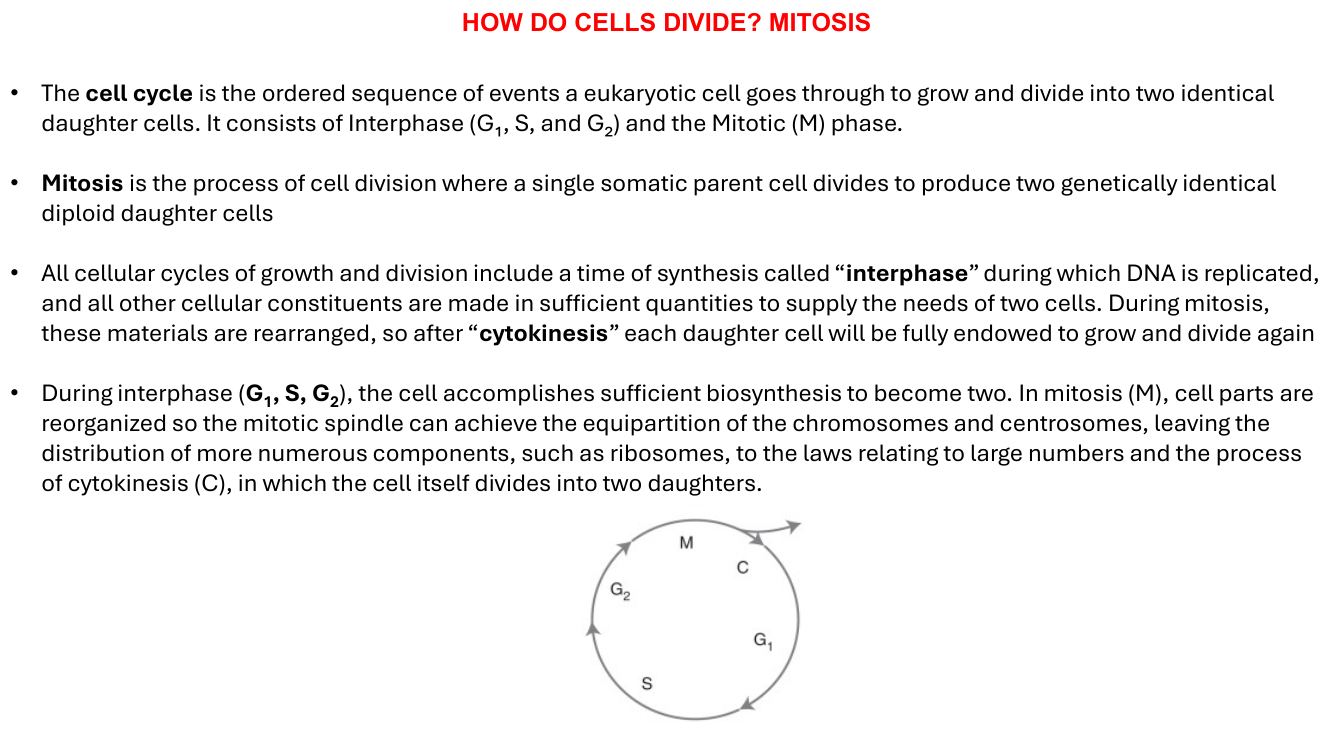 HOW DO CELLS DIVIDE? MITOSIS
• The cell cycle is the ordered sequence of events a eukaryotic cell goes through to grow and divide into two identical
daughter cells. It consists of Interphase (G₁, S, and G₂) and the Mitotic (M) phase.
• Mitosis is the process of cell division where a single somatic parent cell divides to produce two genetically identical
diploid daughter cells
• All cellular cycles of growth and division include a time of synthesis called “interphase” during which DNA is replicated,
and all other cellular constituents are made in sufficient quantities to supply the needs of two cells. During mitosis,
these materials are rearranged, so after “cytokinesis” each daughter cell will be fully endowed to grow and divide again
• During interphase (G₁, S, G₂), the cell accomplishes sufficient biosynthesis to become two. In mitosis (M), cell parts are
reorganized so the mitotic spindle can achieve the equipartition of the chromosomes and centrosomes, leaving the
distribution of more numerous components, such as ribosomes, to the laws relating to large numbers and the process
of cytokinesis (C), in which the cell itself divides into two daughters.
M
C
G₂
G₁
S